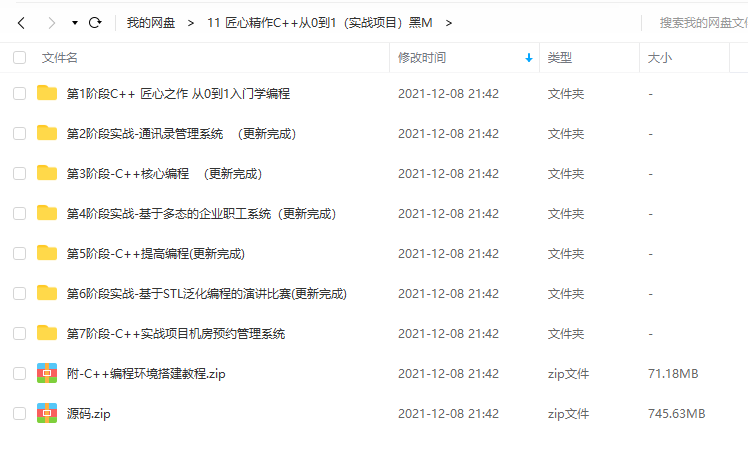 我的网盘 > 11 匠心精作C++从0到1（实战项目）黑M > 搜索我的网盘文
文件名 修改时间 类型 大小
第1阶段C++ 匠心之作 从0到1入门学编程 2021-12-08 21:42 文件夹 -
第2阶段实战-通讯录管理系统 （更新完成） 2021-12-08 21:42 文件夹 -
第3阶段-C++核心编程 （更新完成） 2021-12-08 21:42 文件夹 -
第4阶段实战-基于多态的企业职工系统（更新完成） 2021-12-08 21:42 文件夹 -
第5阶段-C++提高编程(更新完成) 2021-12-08 21:42 文件夹 -
第6阶段实战-基于STL泛化编程的演讲比赛(更新完成) 2021-12-08 21:42 文件夹 -
第7阶段-C++实战项目机房预约管理系统 2021-12-08 21:42 文件夹 -
附-C++编程环境搭建教程.zip 2021-12-08 21:42 zip文件 71.18MB
源码.zip 2021-12-08 21:42 zip文件 745.63MB